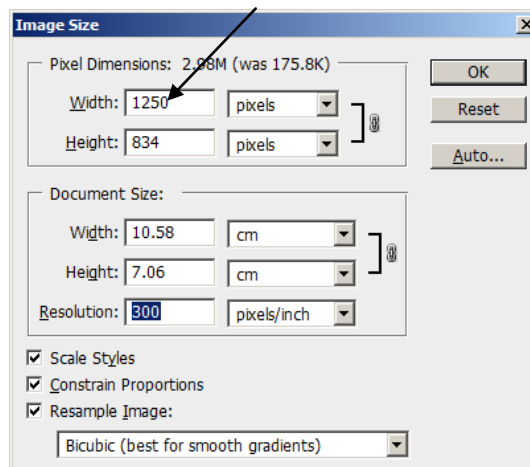 Image Size
Pixel Dimensions: 2.98M (was 175.8K)
OK
Width: 1250 pixels
Reset
Height: 834 pixels
Auto...
Document Size:
Width: 10.58 cm
Height: 7.06 cm
Resolution: 300 pixels/inch
Scale Styles
Constrain Proportions
Resample Image:
Bicubic (best for smooth gradients)